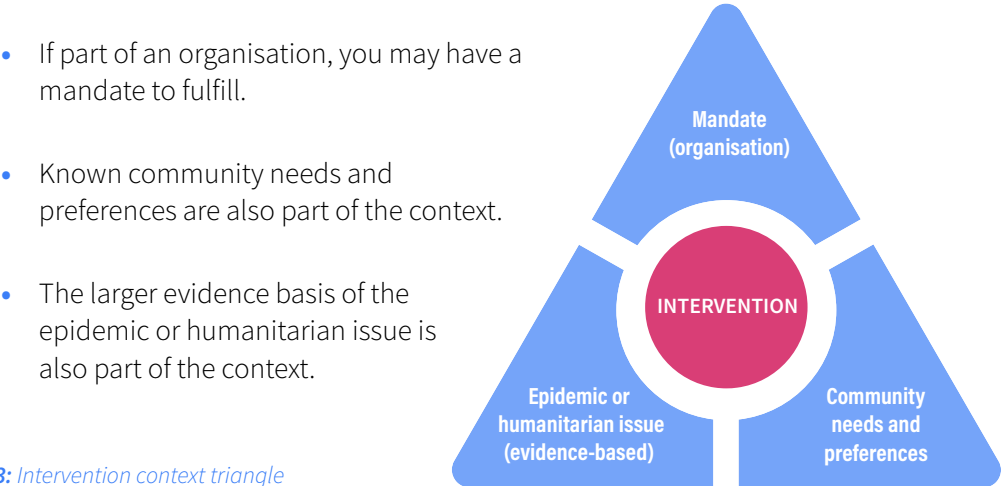 • If part of an organisation, you may have a
mandate to fulfill.
• Known community needs and
preferences are also part of the context.
• The larger evidence basis of the
epidemic or humanitarian issue is
also part of the context.
3: Intervention context triangle
Mandate
(organisation)
INTERVENTION
Epidemic or
humanitarian issue
(evidence-based)
Community
needs and
preferences